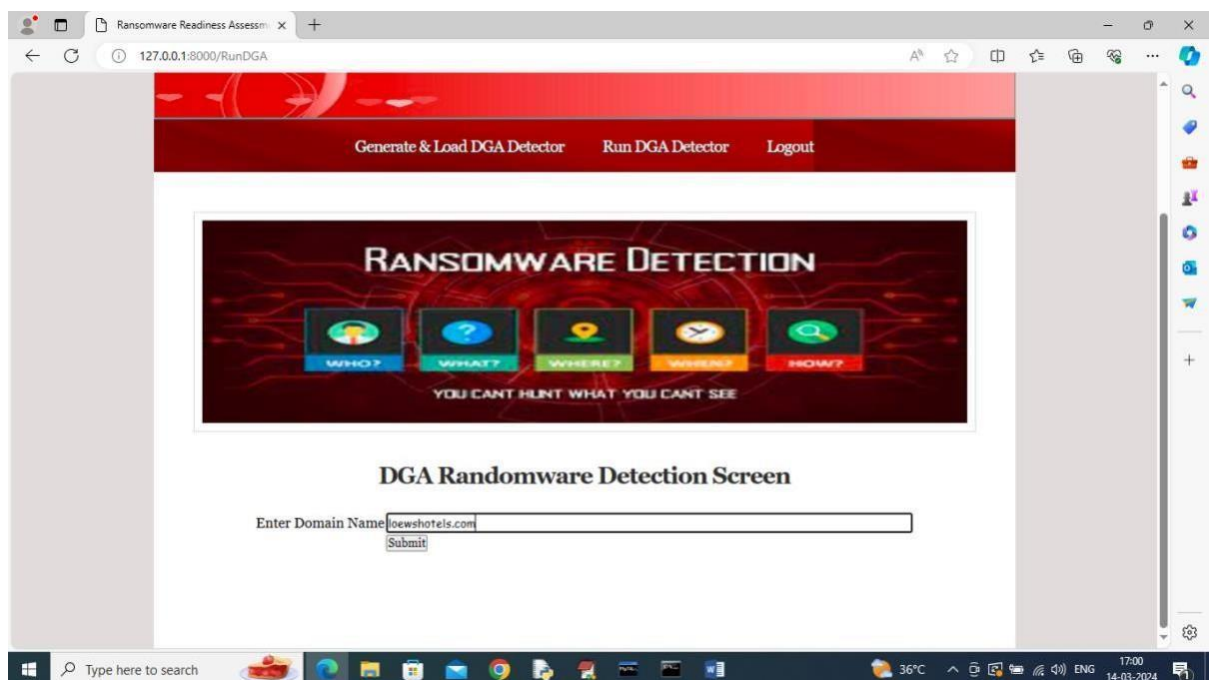 Ransomware Readiness Assessm
127.0.0.1:8000/RunDGA
Generate & Load DGA Detector Run DGA Detector Logout
RANSOMWARE DETECTION
WHO? WHAT? WHERE? WHEN? HOW?
YOU CANT HUNT WHAT YOU CANT SEE
DGA Randomware Detection Screen
Enter Domain Name loewshotels.com
Submit
Type here to search
36°C ENG 17:00
14-03-2024